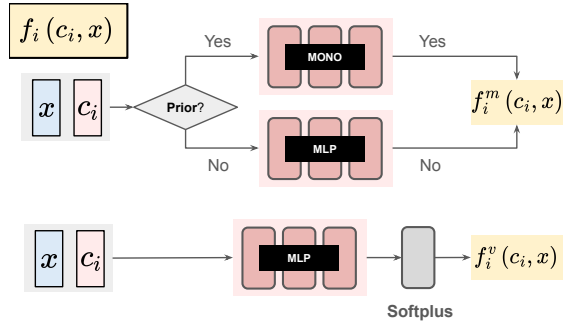 f_i (c_i, x)
Yes
MONO
Yes
x c_i
Prior?
f_i^m (c_i, x)
MLP
No
No
x c_i
MLP
f_i^v (c_i, x)
Softplus